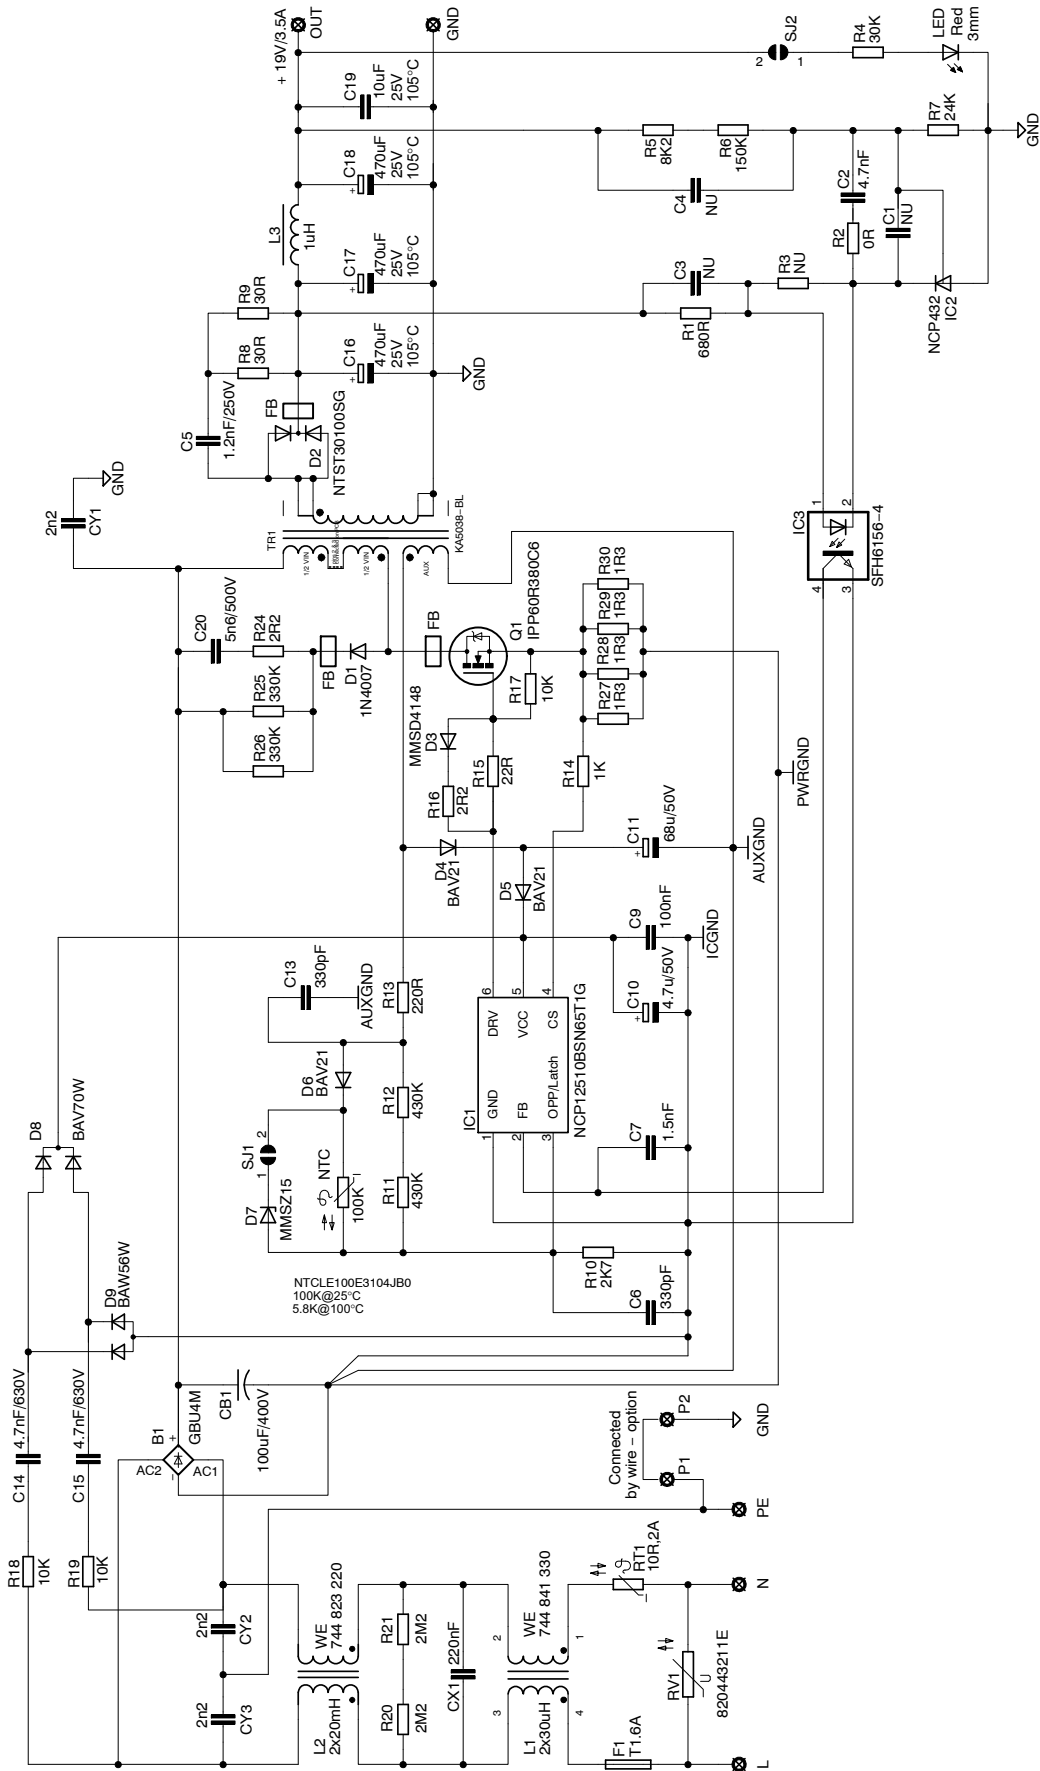 + 19V/3.5A
OUT
GND
SJ2
2
1
R4
30K
LED
Red
3mm
C19
10uF
25V
105°C
C18
470uF
25V
105°C
L3
1uH
C17
470uF
25V
105°C
C16
470uF
25V
105°C
GND
R5
8K2
R6
150K
R7
24K
GND
C4
NU
C2
4.7nF
R2
0R
C1
NU
C3
NU
R3
NU
R1
680R
NCP432
IC2
R9
30R
R8
30R
C5
1.2nF/250V
FB
D2
NTST30100SG
2n2
CY1
GND
TR1
1/2 VIN
1/2 VIN
AUX
KA5038-BL
IC3
1
2
4
3
SFH6156-4
C20
5n6/500V
R24
2R2
R25
330K
R26
330K
FB
D1
1N4007
FB
Q1
IPP60R380C6
R17
10K
MMSD4148
D3
R16
2R2
R15
22R
R14
1K
R30
1R3
R29
1R3
R28
1R3
R27
1R3
PWRGND
D4
BAV21
D5
BAV21
C11
68u/50V
AUXGND
C9
100nF
C10
4.7u/50V
ICGND
C13
330pF
AUXGND
R13
220R
D6
BAV21
R12
430K
R11
430K
SJ1
2
1
NTC
100K
D7
MMSZ15
NTCLE100E3104JB0
100K@25°C
5.8K@100°C
IC1
1
2
3
6
5
4
GND
FB
OPP/Latch
DRV
VCC
CS
NCP12510BSN65T1G
C7
1.5nF
R10
2K7
C6
330pF
D8
BAV70W
D9
BAW56W
C14
4.7nF/630V
C15
4.7nF/630V
R18
10K
R19
10K
B1
GBU4M
AC2
AC1
+
−
CB1
100uF/400V
Connected
by wire – option
P1
P2
GND
PE
N
L
2n2
CY2
2n2
CY3
WE
744 823 220
L2
2x20mH
R21
2M2
R20
2M2
CX1
220nF
WE
744 841 330
2
1
3
4
L1
2x30uH
RT1
10R,2A
F1
T1.6A
RV1
U
820443211E